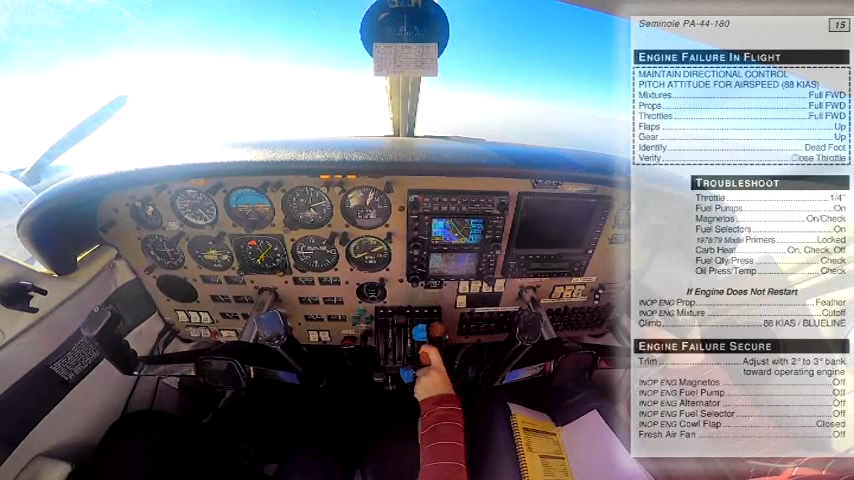 Seminole PA-44-180
15
ENGINE FAILURE IN FLIGHT
MAINTAIN DIRECTIONAL CONTROL
PITCH ATTITUDE FOR AIRSPEED (88 KIAS)
Mixtures Full FWD
Props Full FWD
Throttles Full FWD
Flaps Up
Gear Up
Identify Dead Foot
Verify Close Throttle
TROUBLESHOOT
Throttle 1/4"
Fuel Pumps On
Magnetos On/Check
Fuel Selectors On
1978/79 Model Primers Locked
Carb Heat On, Check, Off
Fuel Qty/Press Check
Oil Press/Temp Check
If Engine Does Not Restart
INOP ENG Prop Feather
INOP ENG Mixture Cutoff
Climb 88 KIAS / BLUELINE
ENGINE FAILURE SECURE
Trim Adjust with 2° to 3° bank
toward operating engine
INOP ENG Magnetos Off
INOP ENG Fuel Pump Off
INOP ENG Alternator Off
INOP ENG Fuel Selector Off
INOP ENG Cowl Flap Closed
Fresh Air Fan Off